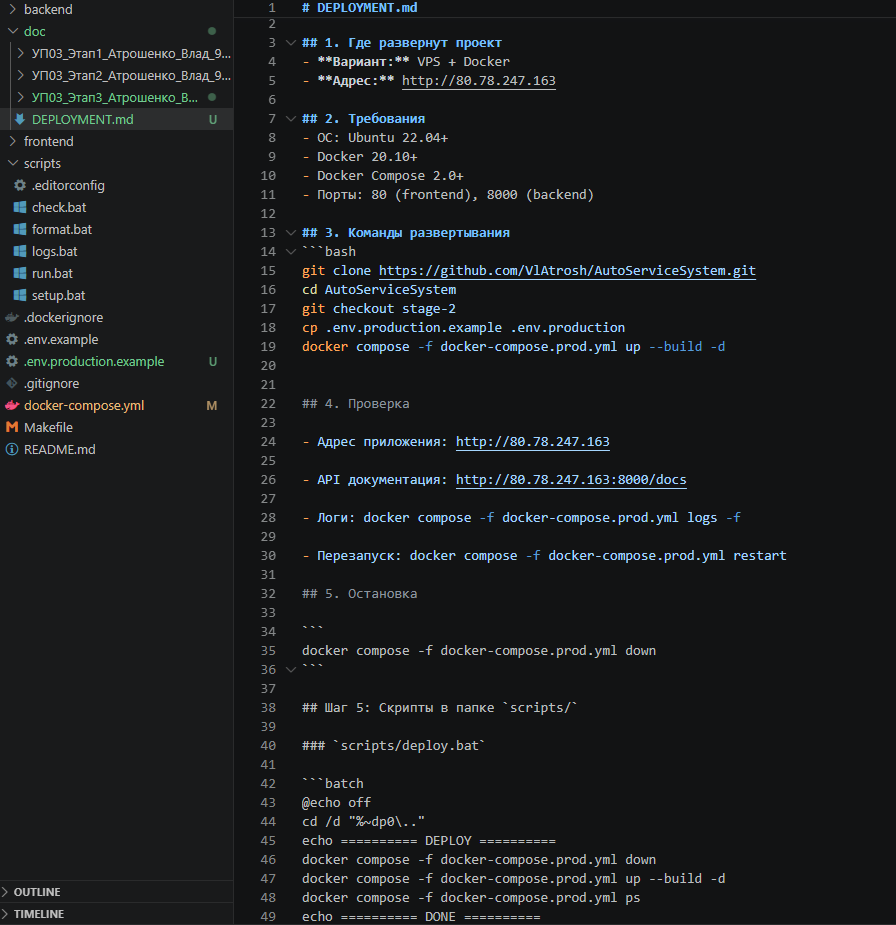 backend
doc
УП03_Этап1_Атрошенко_Влад_9...
УП03_Этап2_Атрошенко_Влад_9...
УП03_Этап3_Атрошенко_В...
DEPLOYMENT.md U
frontend
scripts
.editorconfig
check.bat
format.bat
logs.bat
run.bat
setup.bat
.dockerignore
.env.example
.env.production.example U
.gitignore
docker-compose.yml M
Makefile
README.md
OUTLINE
TIMELINE
1 # DEPLOYMENT.md
2
3 ## 1. Где развернут проект
4 - **Вариант:** VPS + Docker
5 - **Адрес:** http://80.78.247.163
6
7 ## 2. Требования
8 - ОС: Ubuntu 22.04+
9 - Docker 20.10+
10 - Docker Compose 2.0+
11 - Порты: 80 (frontend), 8000 (backend)
12
13 ## 3. Команды развертывания
14 ```bash
15 git clone https://github.com/VlAtrosh/AutoServiceSystem.git
16 cd AutoServiceSystem
17 git checkout stage-2
18 cp .env.production.example .env.production
19 docker compose -f docker-compose.prod.yml up --build -d
20
21
22 ## 4. Проверка
23
24 - Адрес приложения: http://80.78.247.163
25
26 - API документация: http://80.78.247.163:8000/docs
27
28 - Логи: docker compose -f docker-compose.prod.yml logs -f
29
30 - Перезапуск: docker compose -f docker-compose.prod.yml restart
31
32 ## 5. Остановка
33
34 ```
35 docker compose -f docker-compose.prod.yml down
36 ```
37
38 ## Шаг 5: Скрипты в папке `scripts/`
39
40 ### `scripts/deploy.bat`
41
42 ```batch
43 @echo off
44 cd /d "%~dp0\.."
45 echo ========== DEPLOY ==========
46 docker compose -f docker-compose.prod.yml down
47 docker compose -f docker-compose.prod.yml up --build -d
48 docker compose -f docker-compose.prod.yml ps
49 echo ========== DONE ==========